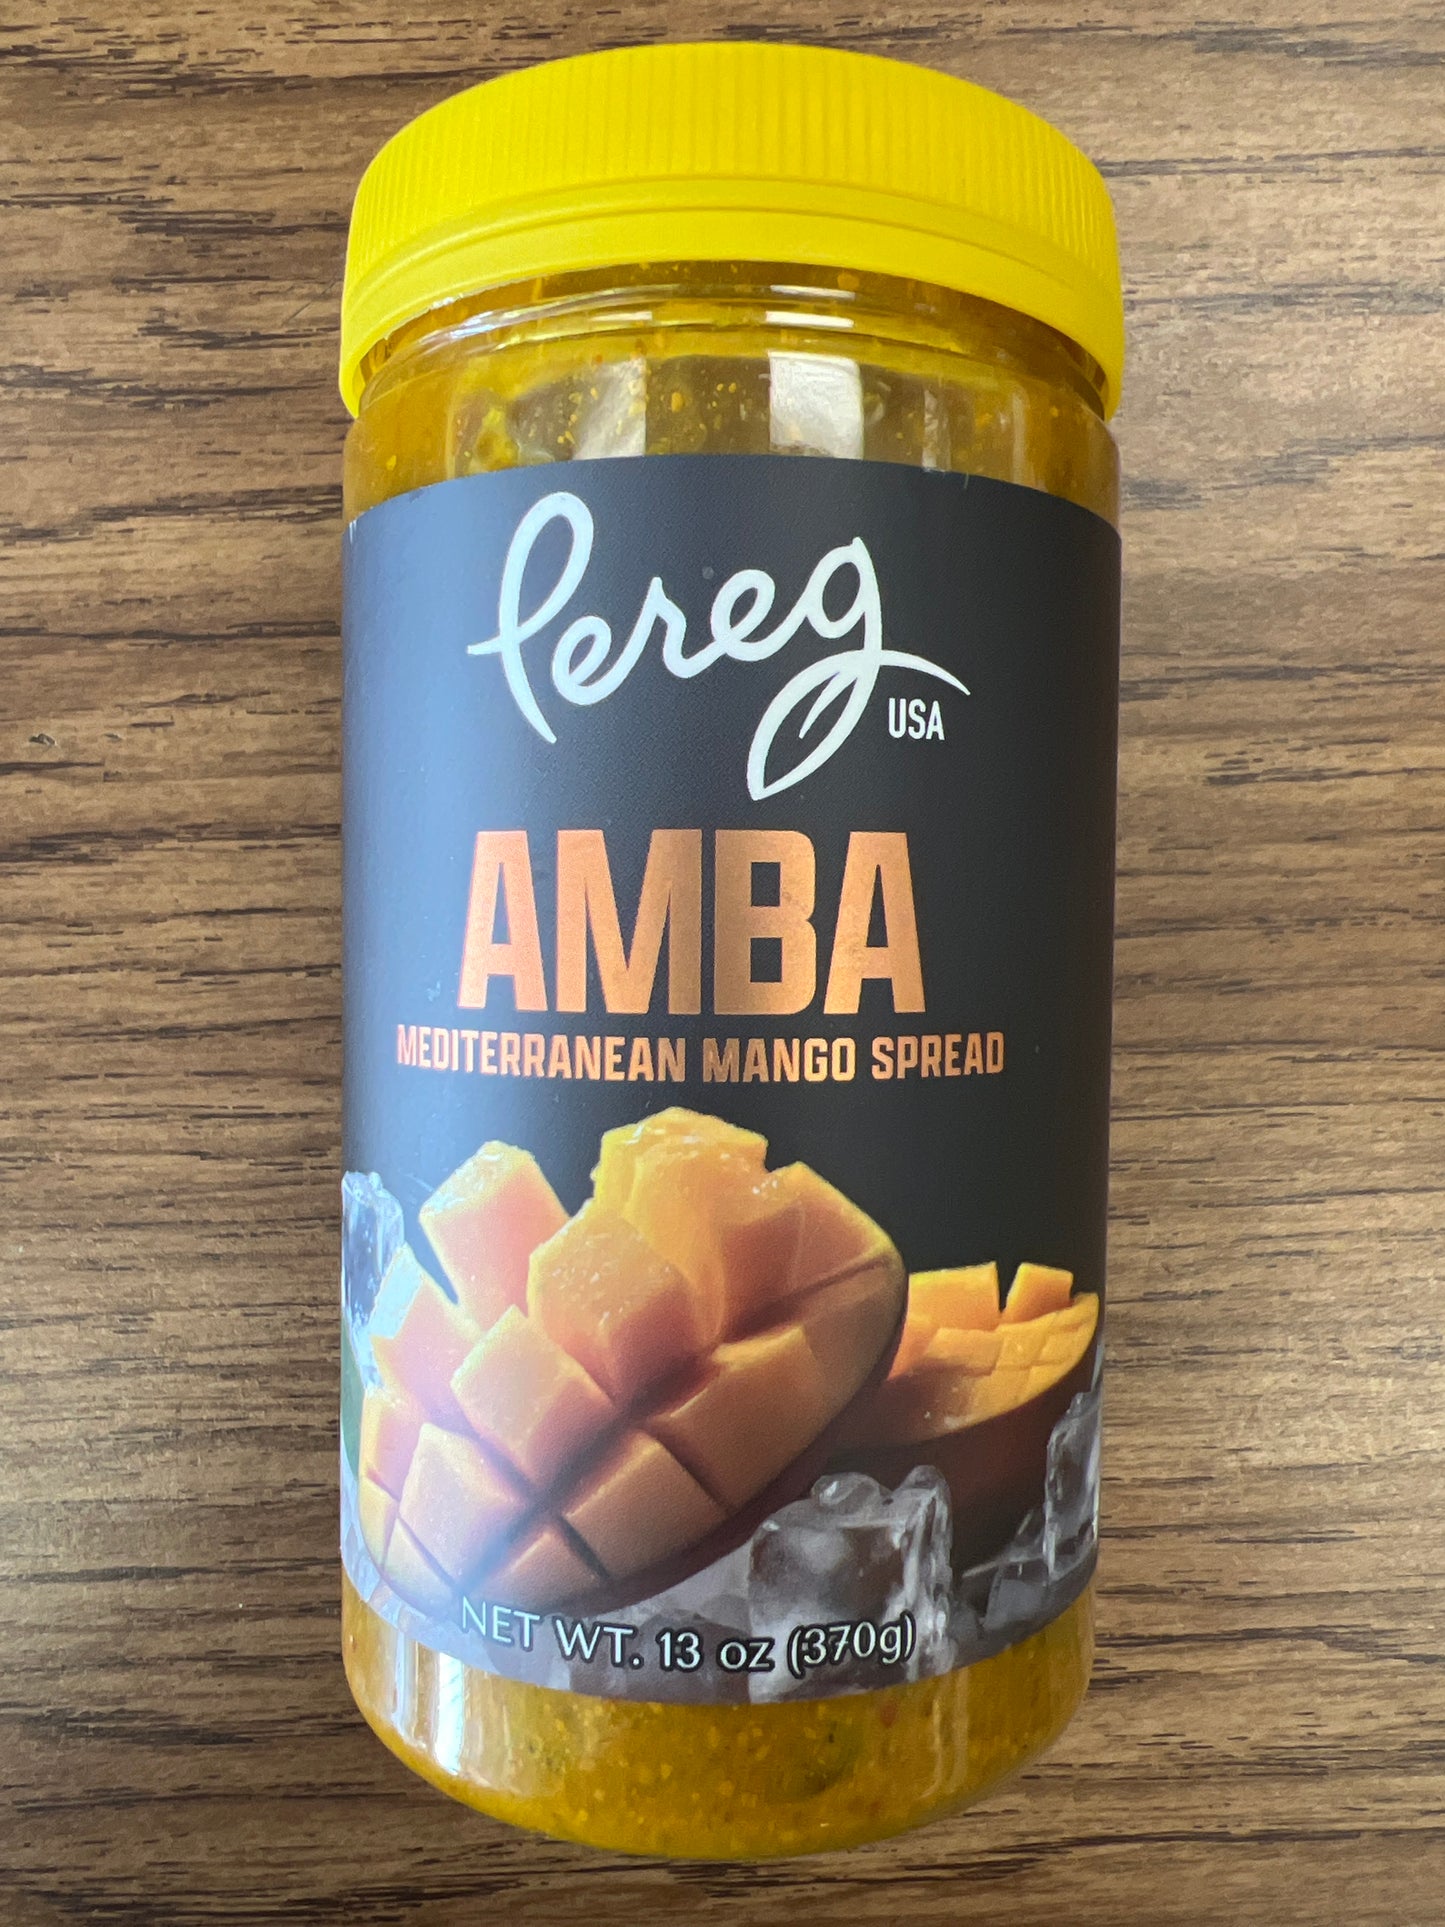 Pereg
USA
AMBA
MEDITERRANEAN MANGO SPREAD
NET WT. 13 oz (370g)